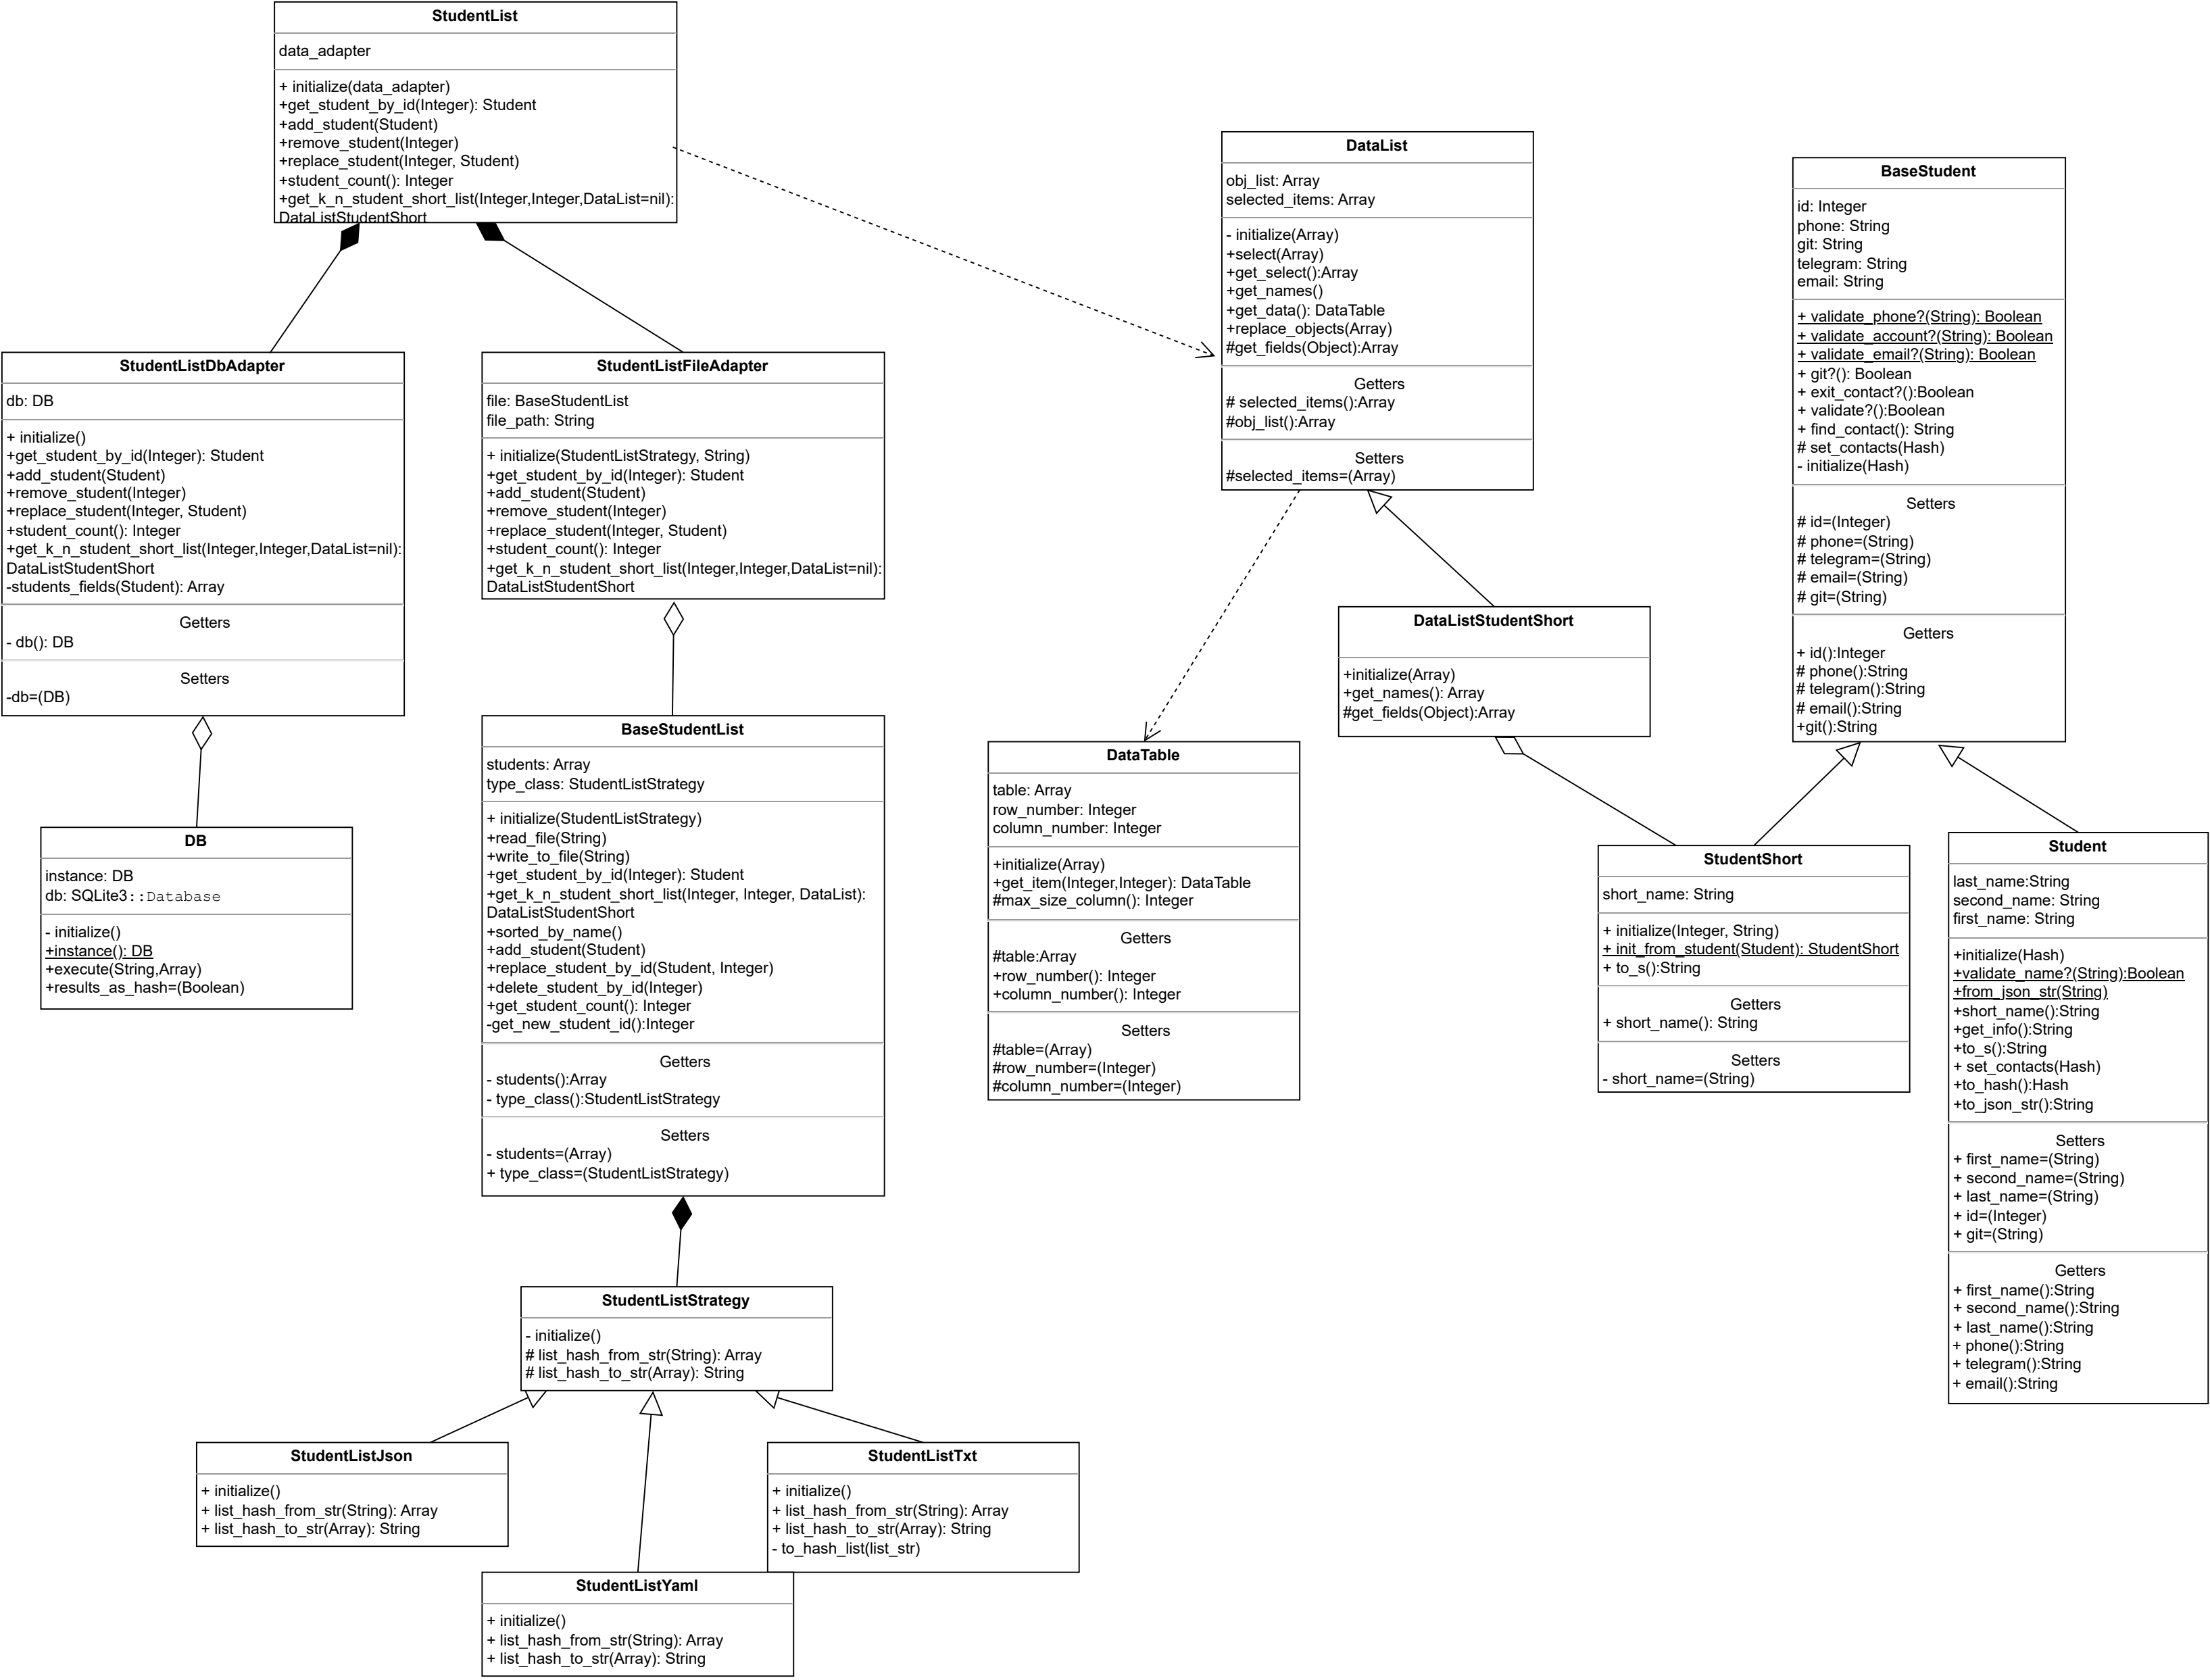 StudentList
data_adapter
+ initialize(data_adapter)
+get_student_by_id(Integer): Student
+add_student(Student)
+remove_student(Integer)
+replace_student(Integer, Student)
+student_count(): Integer
+get_k_n_student_short_list(Integer,Integer,DataList=nil):
DataListStudentShort
StudentListDbAdapter
db: DB
+ initialize()
+get_student_by_id(Integer): Student
+add_student(Student)
+remove_student(Integer)
+replace_student(Integer, Student)
+student_count(): Integer
+get_k_n_student_short_list(Integer,Integer,DataList=nil):
DataListStudentShort
-students_fields(Student): Array
Getters
- db(): DB
Setters
-db=(DB)
StudentListFileAdapter
file: BaseStudentList
file_path: String
+ initialize(StudentListStrategy, String)
+get_student_by_id(Integer): Student
+add_student(Student)
+remove_student(Integer)
+replace_student(Integer, Student)
+student_count(): Integer
+get_k_n_student_short_list(Integer,Integer,DataList=nil):
DataListStudentShort
DB
instance: DB
db: SQLite3::Database
- initialize()
+instance(): DB
+execute(String,Array)
+results_as_hash=(Boolean)
BaseStudentList
students: Array
type_class: StudentListStrategy
+ initialize(StudentListStrategy)
+read_file(String)
+write_to_file(String)
+get_student_by_id(Integer): Student
+get_k_n_student_short_list(Integer, Integer, DataList):
DataListStudentShort
+sorted_by_name()
+add_student(Student)
+replace_student_by_id(Student, Integer)
+delete_student_by_id(Integer)
+get_student_count(): Integer
-get_new_student_id():Integer
Getters
- students():Array
- type_class():StudentListStrategy
Setters
- students=(Array)
+ type_class=(StudentListStrategy)
StudentListStrategy
- initialize()
# list_hash_from_str(String): Array
# list_hash_to_str(Array): String
StudentListJson
+ initialize()
+ list_hash_from_str(String): Array
+ list_hash_to_str(Array): String
StudentListTxt
+ initialize()
+ list_hash_from_str(String): Array
+ list_hash_to_str(Array): String
- to_hash_list(list_str)
StudentListYaml
+ initialize()
+ list_hash_from_str(String): Array
+ list_hash_to_str(Array): String
DataList
obj_list: Array
selected_items: Array
- initialize(Array)
+select(Array)
+get_select():Array
+get_names()
+get_data(): DataTable
+replace_objects(Array)
#get_fields(Object):Array
Getters
# selected_items():Array
#obj_list():Array
Setters
#selected_items=(Array)
DataListStudentShort
+initialize(Array)
+get_names(): Array
#get_fields(Object):Array
DataTable
table: Array
row_number: Integer
column_number: Integer
+initialize(Array)
+get_item(Integer,Integer): DataTable
#max_size_column(): Integer
Getters
#table:Array
+row_number(): Integer
+column_number(): Integer
Setters
#table=(Array)
#row_number=(Integer)
#column_number=(Integer)
BaseStudent
id: Integer
phone: String
git: String
telegram: String
email: String
+ validate_phone?(String): Boolean
+ validate_account?(String): Boolean
+ validate_email?(String): Boolean
+ git?(): Boolean
+ exit_contact?():Boolean
+ validate?():Boolean
+ find_contact(): String
# set_contacts(Hash)
- initialize(Hash)
Setters
# id=(Integer)
# phone=(String)
# telegram=(String)
# email=(String)
# git=(String)
Getters
+ id():Integer
# phone():String
# telegram():String
# email():String
+git():String
StudentShort
short_name: String
+ initialize(Integer, String)
+ init_from_student(Student): StudentShort
+ to_s():String
Getters
+ short_name(): String
Setters
- short_name=(String)
Student
last_name:String
second_name: String
first_name: String
+initialize(Hash)
+validate_name?(String):Boolean
+from_json_str(String)
+short_name():String
+get_info():String
+to_s():String
+ set_contacts(Hash)
+to_hash():Hash
+to_json_str():String
Setters
+ first_name=(String)
+ second_name=(String)
+ last_name=(String)
+ id=(Integer)
+ git=(String)
Getters
+ first_name():String
+ second_name():String
+ last_name():String
+ phone():String
+ telegram():String
+ email():String